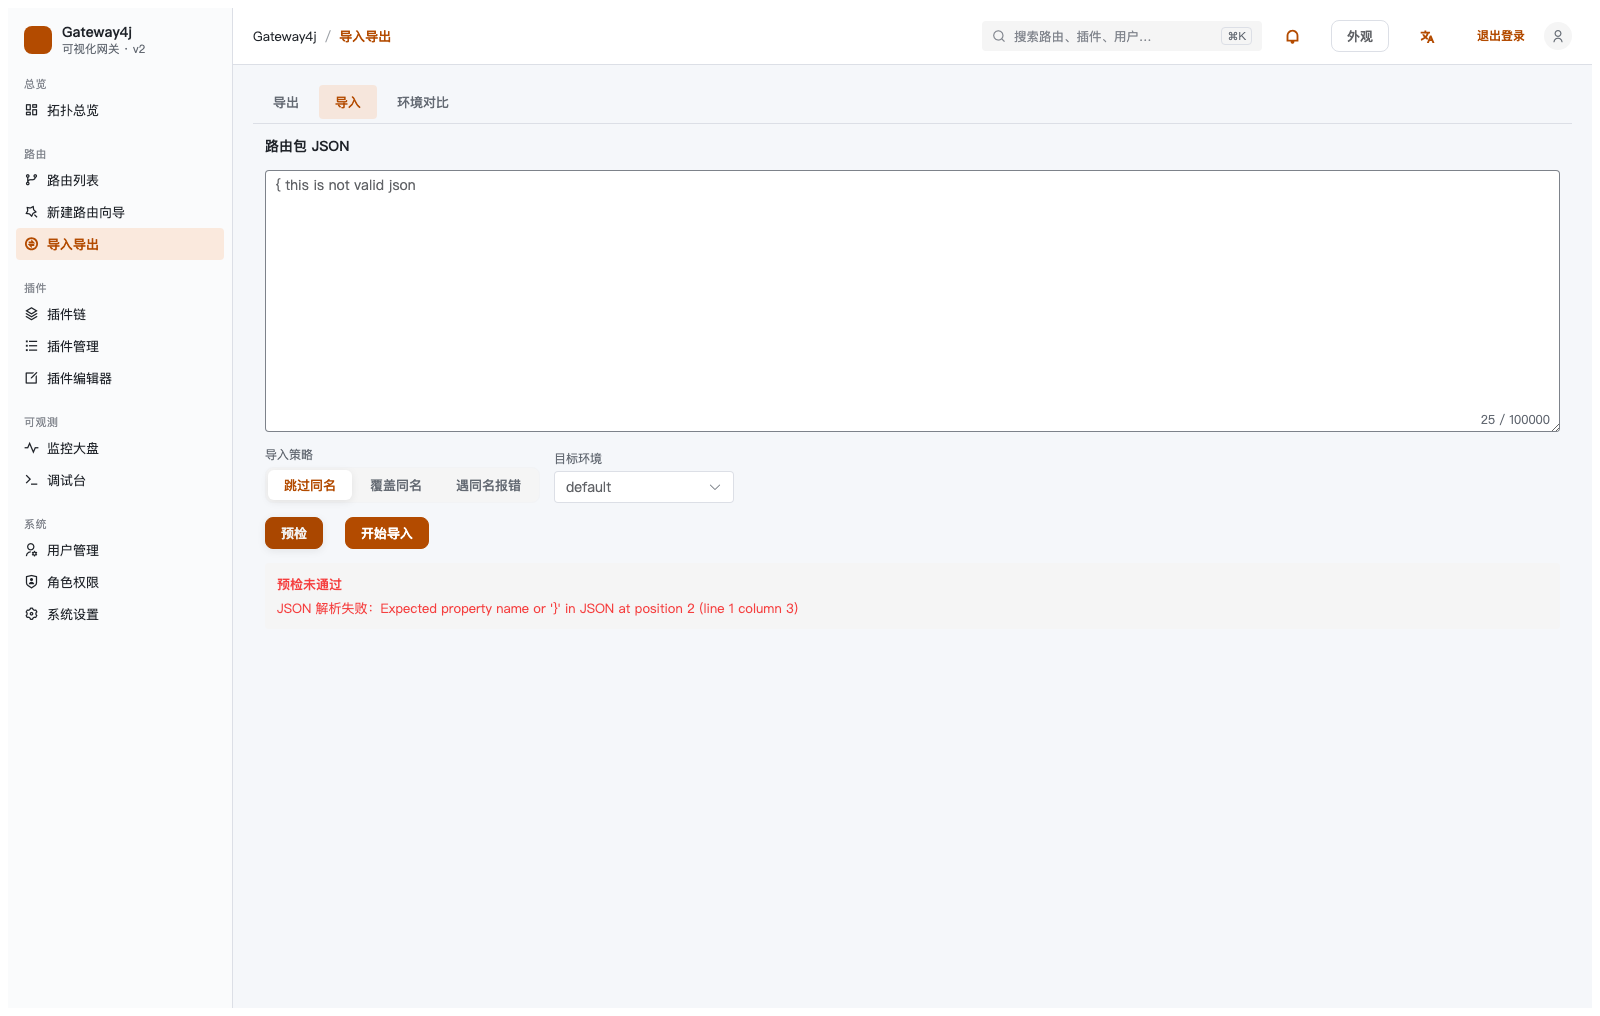 Gateway4j
可视化网关 · v2
总览
拓扑总览
路由
路由列表
新建路由向导
导入导出
插件
插件链
插件管理
插件编辑器
可观测
监控大盘
调试台
系统
用户管理
角色权限
系统设置
Gateway4j / 导入导出
搜索路由、插件、用户... ⌘K
外观
退出登录
导出 导入 环境对比
路由包 JSON
{ this is not valid json
25 / 100000
导入策略
跳过同名 覆盖同名 遇同名报错
目标环境
default
预检 开始导入
预检未通过
JSON 解析失败：Expected property name or '}' in JSON at position 2 (line 1 column 3)